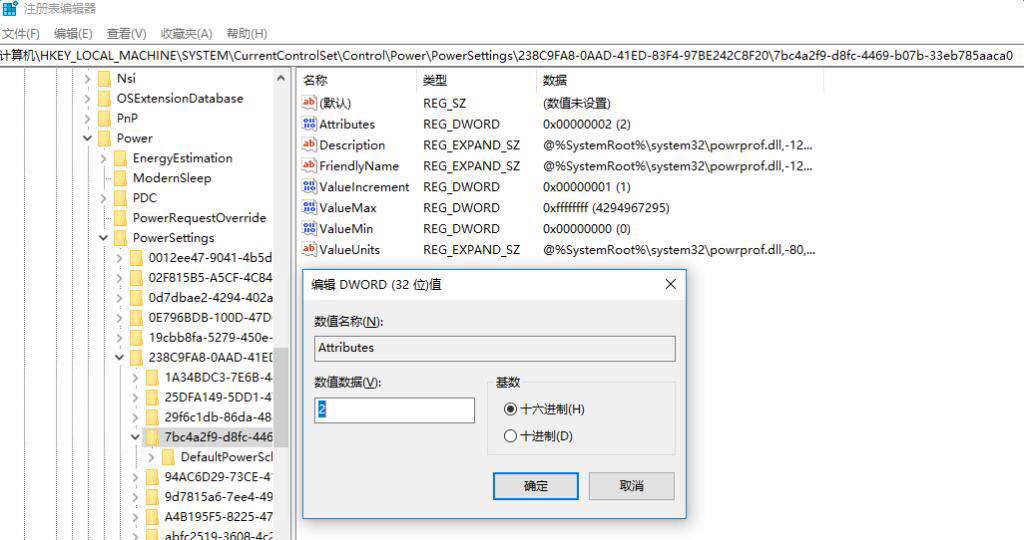 注册表编辑器
文件(F) 编辑(E) 查看(V) 收藏夹(A) 帮助(H)
计算机\HKEY_LOCAL_MACHINE\SYSTEM\CurrentControlSet\Control\Power\PowerSettings\238C9FA8-0AAD-41ED-83F4-97BE242C8F20\7bc4a2f9-d8fc-4469-b07b-33eb785aaca0
Nsi
OSExtensionDatabase
PnP
Power
EnergyEstimation
ModernSleep
PDC
PowerRequestOverride
PowerSettings
0012ee47-9041-4b5d
02F815B5-A5CF-4C84
0d7dbae2-4294-402a
0E796BDB-100D-47D
19cbb8fa-5279-450e-
238C9FA8-0AAD-41ED
1A34BDC3-7E6B-4
25DFA149-5DD1-4
29f6c1db-86da-48
7bc4a2f9-d8fc-446
DefaultPowerScl
94AC6D29-73CE-4
9d7815a6-7ee4-49
A4B195F5-8225-47
abfc2519-3608-4c2
名称 类型 数据
(默认) REG_SZ (数值未设置)
Attributes REG_DWORD 0x00000002 (2)
Description REG_EXPAND_SZ @%SystemRoot%\system32\powrprof.dll,-12...
FriendlyName REG_EXPAND_SZ @%SystemRoot%\system32\powrprof.dll,-12...
ValueIncrement REG_DWORD 0x00000001 (1)
ValueMax REG_DWORD 0xffffffff (4294967295)
ValueMin REG_DWORD 0x00000000 (0)
ValueUnits REG_EXPAND_SZ @%SystemRoot%\system32\powrprof.dll,-80,...
编辑 DWORD (32 位)值
数值名称(N):
Attributes
数值数据(V):
2
基数
十六进制(H)
十进制(D)
确定 取消